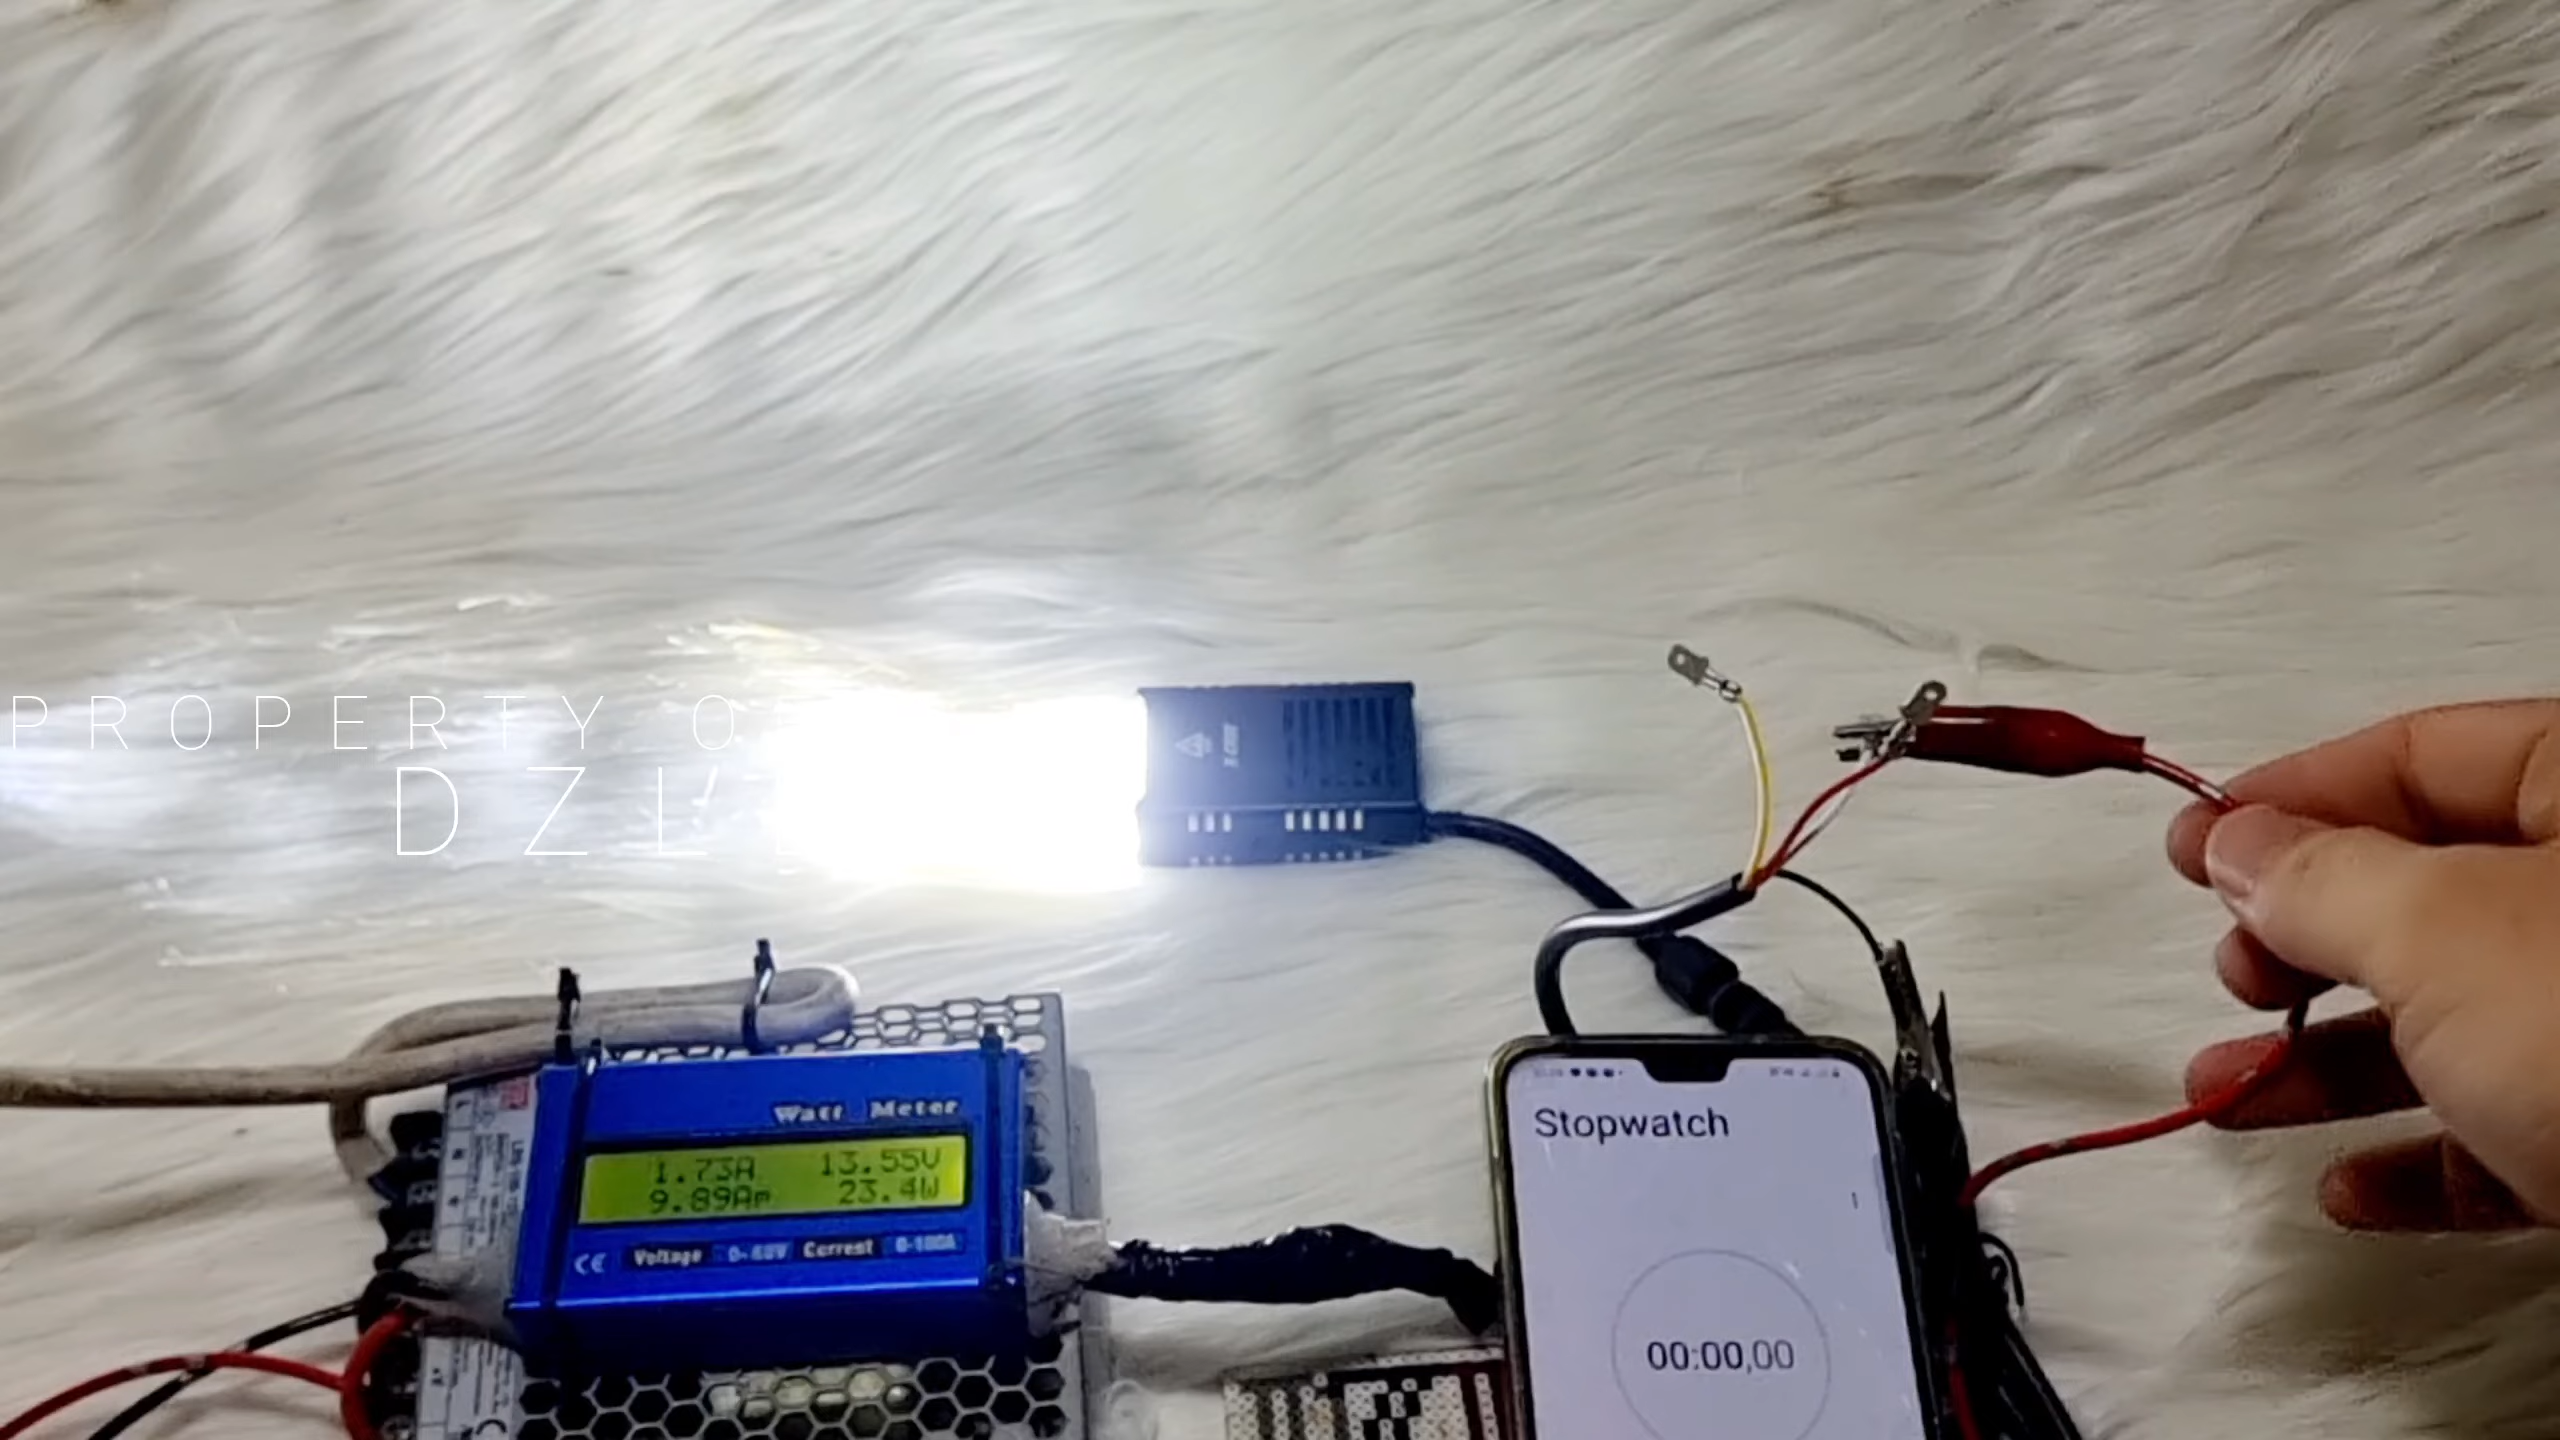 PROPERTY O
DZL
Watt Meter
1.73A 13.55V
9.89Ah 23.4W
CE Voltage 0-60V Current 0-100A
Stopwatch
00:00,00